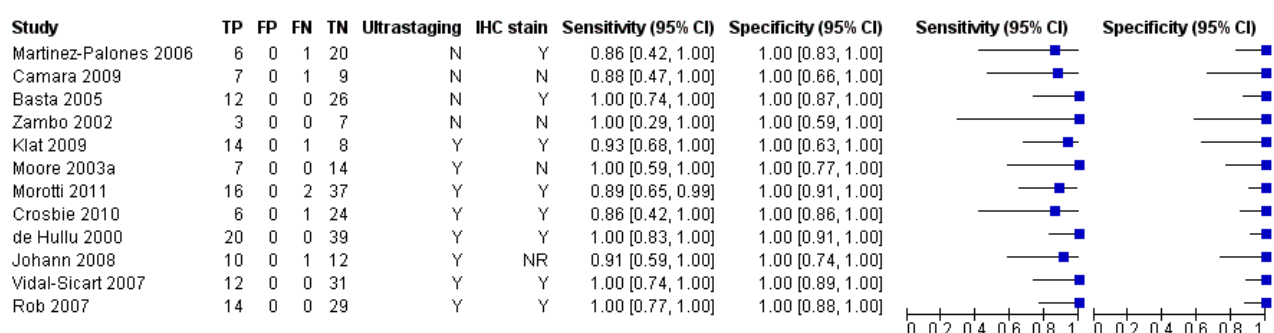 Study TP FP FN TN Ultrastaging IHC stain Sensitivity (95% CI) Specificity (95% CI) Sensitivity (95% CI) Specificity (95% CI)
Martinez-Palones 2006 6 0 1 20 N Y 0.86 [0.42, 1.00] 1.00 [0.83, 1.00]
Camara 2009 7 0 1 9 N N 0.88 [0.47, 1.00] 1.00 [0.66, 1.00]
Basta 2005 12 0 0 26 N Y 1.00 [0.74, 1.00] 1.00 [0.87, 1.00]
Zambo 2002 3 0 0 7 N N 1.00 [0.29, 1.00] 1.00 [0.59, 1.00]
Klat 2009 14 0 1 8 Y Y 0.93 [0.68, 1.00] 1.00 [0.63, 1.00]
Moore 2003a 7 0 0 14 Y N 1.00 [0.59, 1.00] 1.00 [0.77, 1.00]
Morotti 2011 16 0 2 37 Y Y 0.89 [0.65, 0.99] 1.00 [0.91, 1.00]
Crosbie 2010 6 0 1 24 Y Y 0.86 [0.42, 1.00] 1.00 [0.86, 1.00]
de Hullu 2000 20 0 0 39 Y Y 1.00 [0.83, 1.00] 1.00 [0.91, 1.00]
Johann 2008 10 0 1 12 Y NR 0.91 [0.59, 1.00] 1.00 [0.74, 1.00]
Vidal-Sicart 2007 12 0 0 31 Y Y 1.00 [0.74, 1.00] 1.00 [0.89, 1.00]
Rob 2007 14 0 0 29 Y Y 1.00 [0.77, 1.00] 1.00 [0.88, 1.00]
0 0.2 0.4 0.6 0.8 1 0 0.2 0.4 0.6 0.8 1